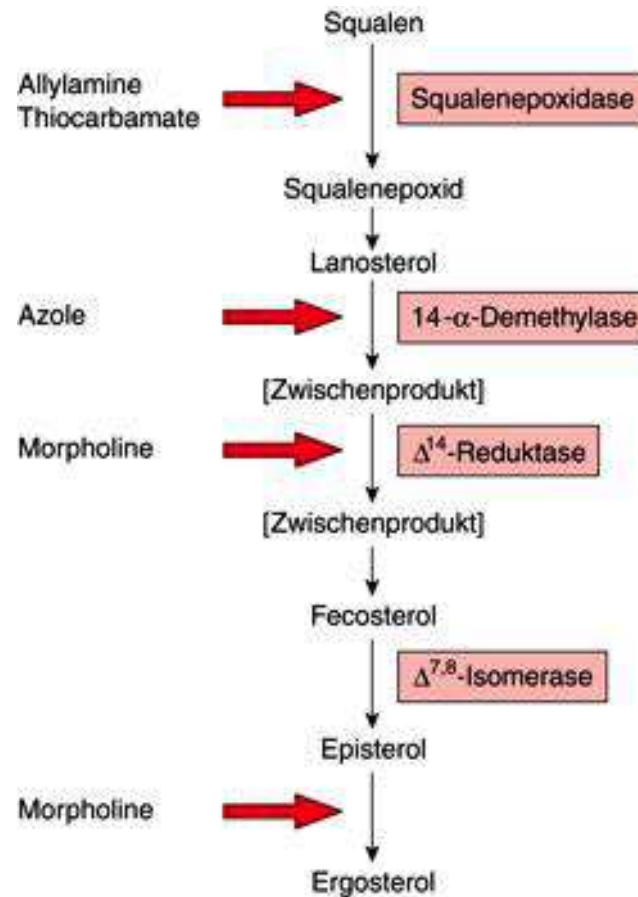 Squalen
Allylamine
Thiocarbamate
Squalenepoxidase
Squalenepoxid
Lanosterol
Azole
14-α-Demethylase
[Zwischenprodukt]
Morpholine
Δ¹⁴-Reduktase
[Zwischenprodukt]
Fecosterol
Δ⁷,⁸-Isomerase
Episterol
Morpholine
Ergosterol